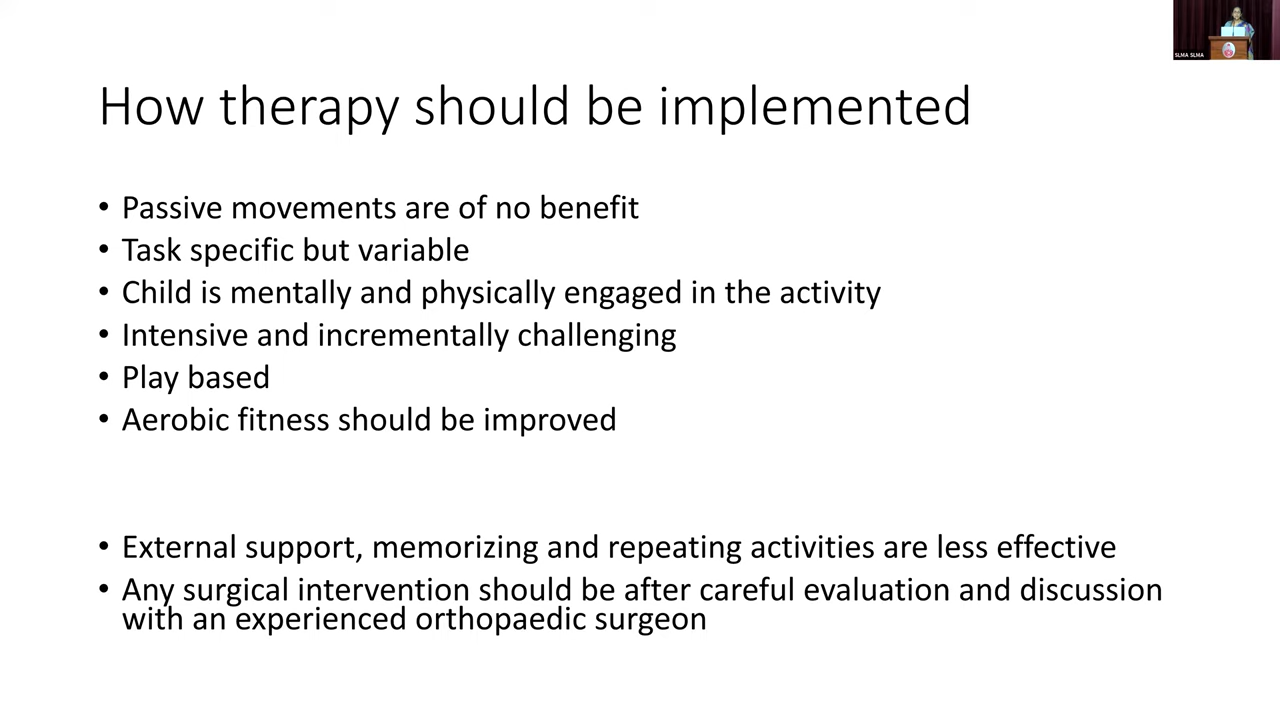 SLMA SLMA
How therapy should be implemented
• Passive movements are of no benefit
• Task specific but variable
• Child is mentally and physically engaged in the activity
• Intensive and incrementally challenging
• Play based
• Aerobic fitness should be improved
• External support, memorizing and repeating activities are less effective
• Any surgical intervention should be after careful evaluation and discussion
with an experienced orthopaedic surgeon